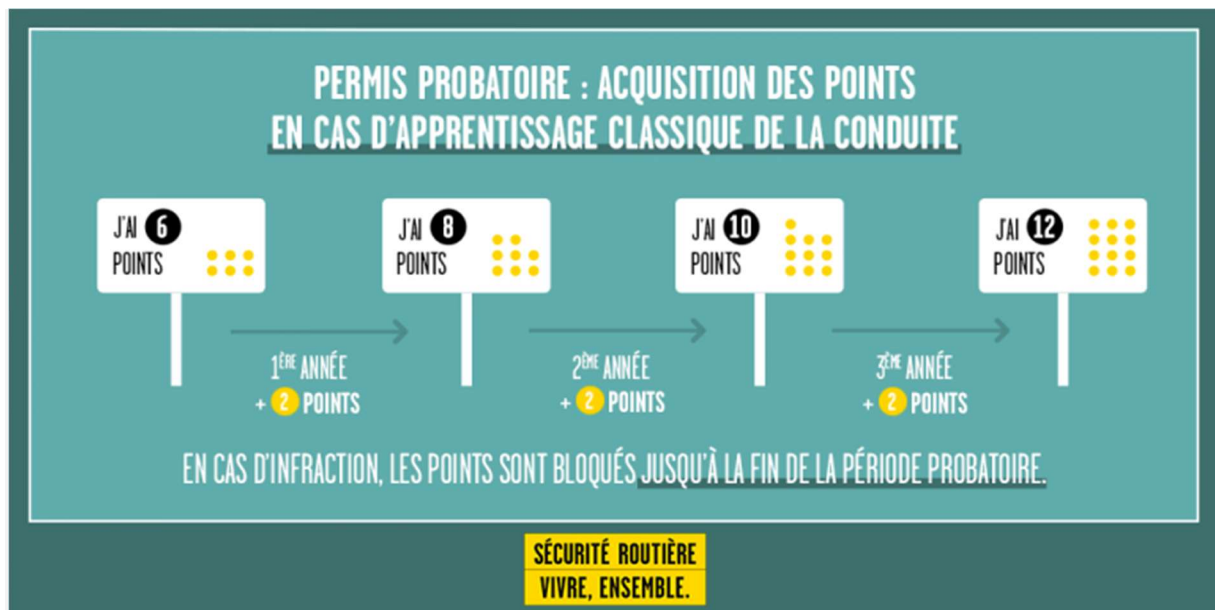 PERMIS PROBATOIRE : ACQUISITION DES POINTS
EN CAS D'APPRENTISSAGE CLASSIQUE DE LA CONDUITE
J'AI 6
POINTS
J'AI 8
POINTS
J'AI 10
POINTS
J'AI 12
POINTS
1ÈRE ANNÉE
+ 2 POINTS
2ÈME ANNÉE
+ 2 POINTS
3ÈME ANNÉE
+ 2 POINTS
EN CAS D'INFRACTION, LES POINTS SONT BLOQUÉS JUSQU'À LA FIN DE LA PÉRIODE PROBATOIRE.
SÉCURITÉ ROUTIÈRE
VIVRE, ENSEMBLE.